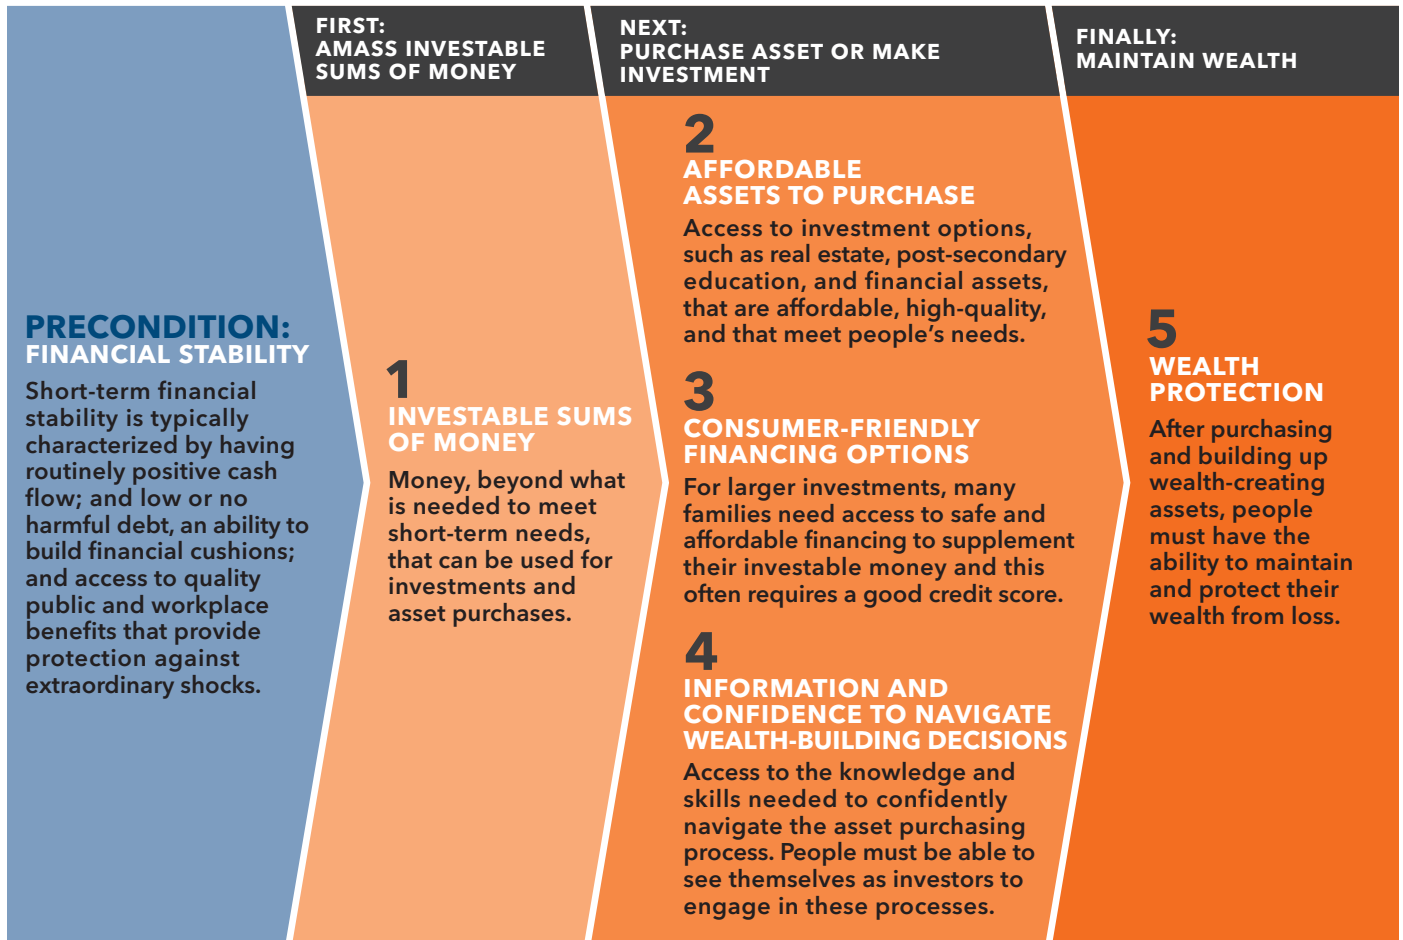 PRECONDITION:
FINANCIAL STABILITY
Short-term financial
stability is typically
characterized by having
routinely positive cash
flow; and low or no
harmful debt, an ability to
build financial cushions;
and access to quality
public and workplace
benefits that provide
protection against
extraordinary shocks.
FIRST:
AMASS INVESTABLE
SUMS OF MONEY
1
INVESTABLE SUMS
OF MONEY
Money, beyond what
is needed to meet
short-term needs,
that can be used for
investments and
asset purchases.
NEXT:
PURCHASE ASSET OR MAKE
INVESTMENT
2
AFFORDABLE
ASSETS TO PURCHASE
Access to investment options,
such as real estate, post-secondary
education, and financial assets,
that are affordable, high-quality,
and that meet people’s needs.
3
CONSUMER-FRIENDLY
FINANCING OPTIONS
For larger investments, many
families need access to safe and
affordable financing to supplement
their investable money and this
often requires a good credit score.
4
INFORMATION AND
CONFIDENCE TO NAVIGATE
WEALTH-BUILDING DECISIONS
Access to the knowledge and
skills needed to confidently
navigate the asset purchasing
process. People must be able to
see themselves as investors to
engage in these processes.
FINALLY:
MAINTAIN WEALTH
5
WEALTH
PROTECTION
After purchasing
and building up
wealth-creating
assets, people
must have the
ability to maintain
and protect their
wealth from loss.